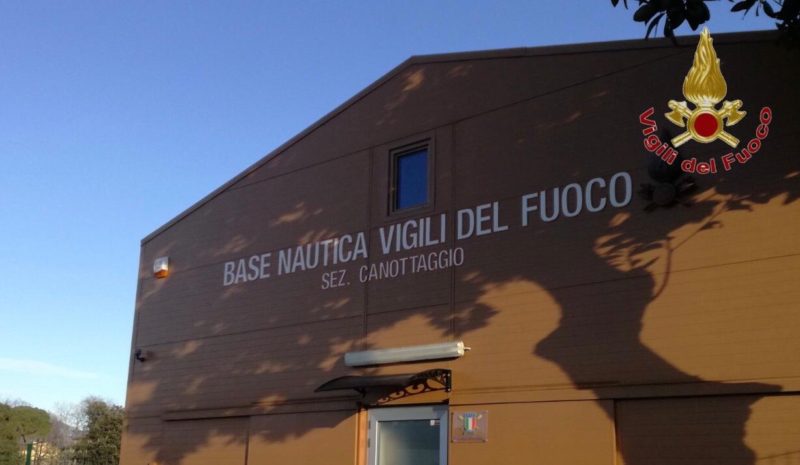 Vigili del Fuoco
BASE NAUTICA VIGILI DEL FUOCO
SEZ. CANOTTAGGIO